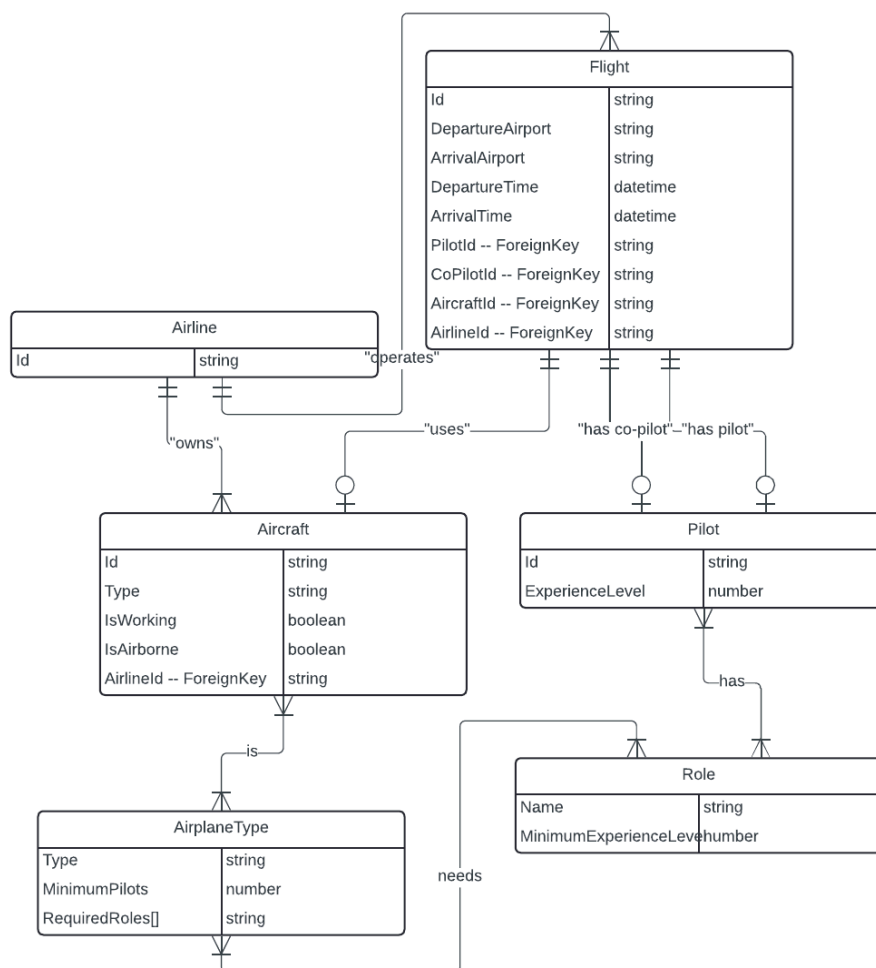 Flight
Id string
DepartureAirport string
ArrivalAirport string
DepartureTime datetime
ArrivalTime datetime
PilotId -- ForeignKey string
CoPilotId -- ForeignKey string
AircraftId -- ForeignKey string
AirlineId -- ForeignKey string
Airline
Id string
"operates"
"owns"
"uses"
"has co-pilot"
"has pilot"
Aircraft
Id string
Type string
IsWorking boolean
IsAirborne boolean
AirlineId -- ForeignKey string
Pilot
Id string
ExperienceLevel number
has
is
Role
Name string
MinimumExperienceLevel number
AirplaneType
Type string
MinimumPilots number
RequiredRoles[] string
needs